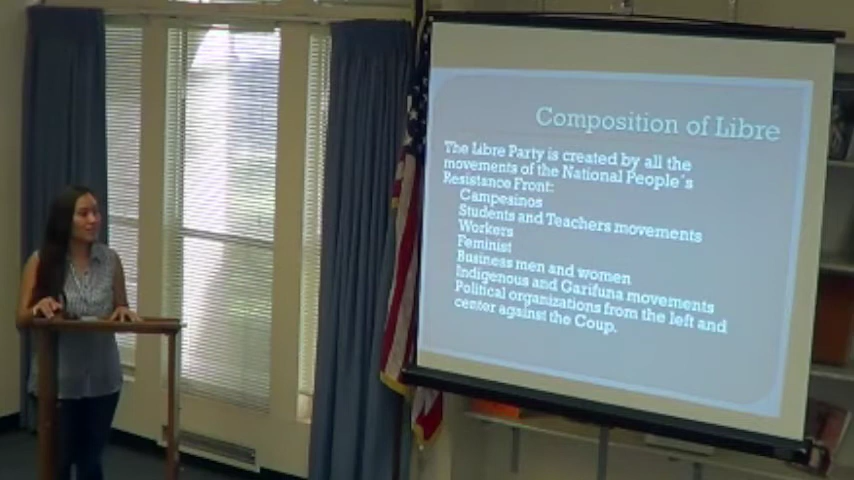 Composition of Libre
The Libre Party is created by all the
movements of the National People's
Resistance Front:
Campesinos
Students and Teachers movements
Workers
Feminist
Business men and women
Indigenous and Garifuna movements
Political organizations from the left and
center against the Coup.